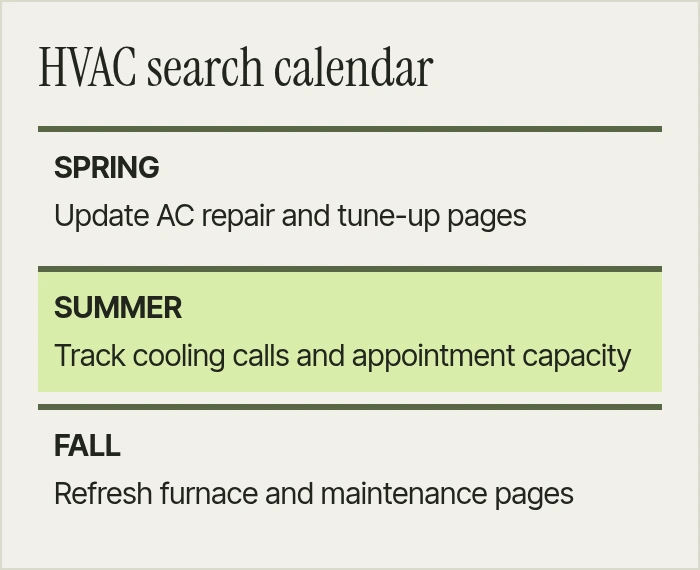 HVAC search calendar
SPRING
Update AC repair and tune-up pages
SUMMER
Track cooling calls and appointment capacity
FALL
Refresh furnace and maintenance pages